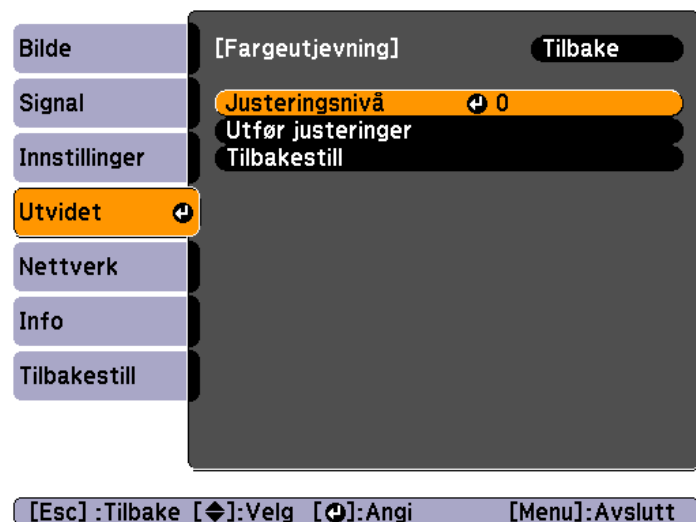 Bilde
Signal
Innstillinger
Utvidet
Nettverk
Info
Tilbakestill
[Fargeutjevning] Tilbake
Justeringsnivå 0
Utfør justeringer
Tilbakestill
[Esc] :Tilbake [◆]:Velg [↵]:Angi [Menu]:Avslutt